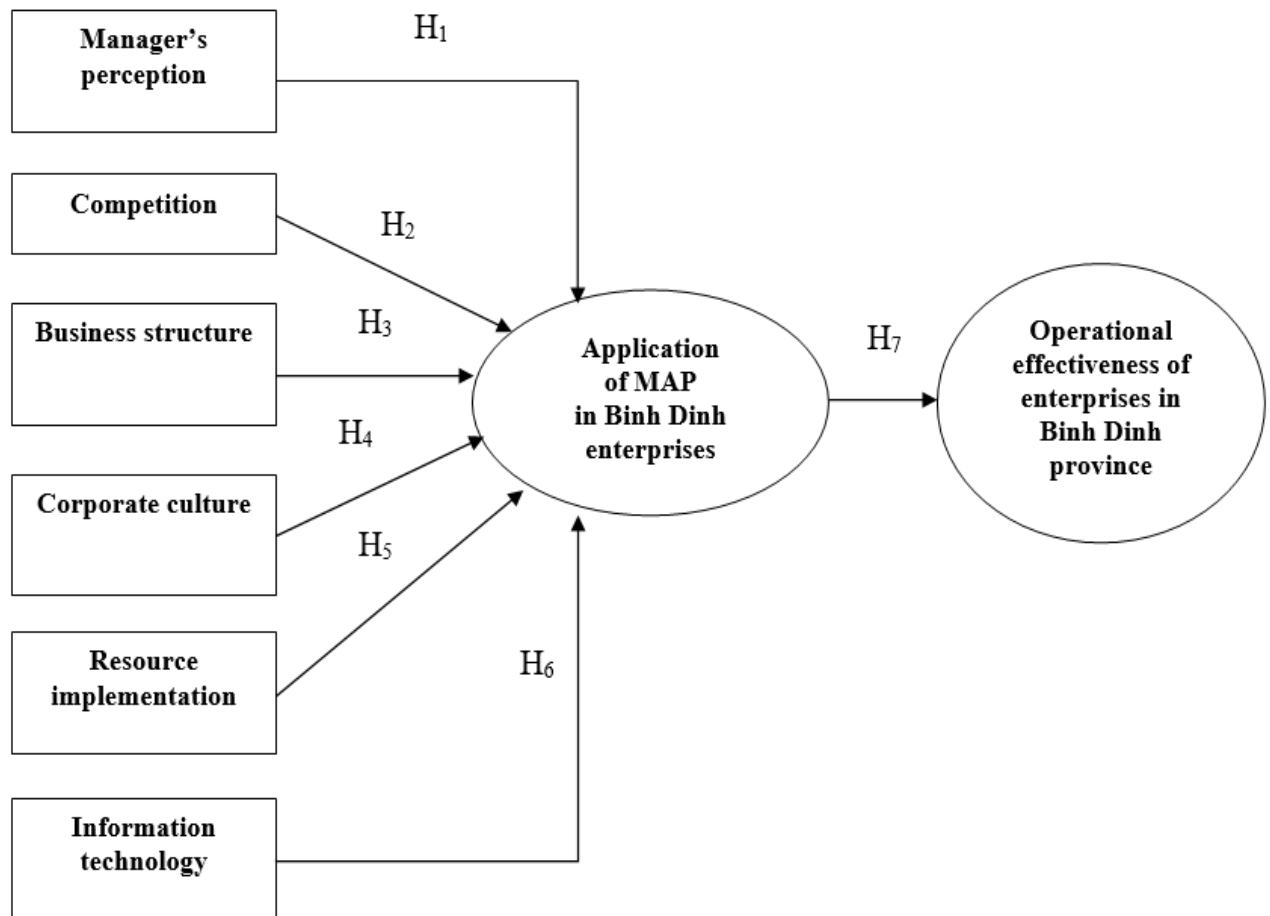 Manager’s
perception
H₁
Competition
H₂
Business structure
H₃
Corporate culture
H₄
Resource
implementation
H₅
Information
technology
H₆
Application
of MAP
in Binh Dinh
enterprises
H₇
Operational
effectiveness of
enterprises in
Binh Dinh
province